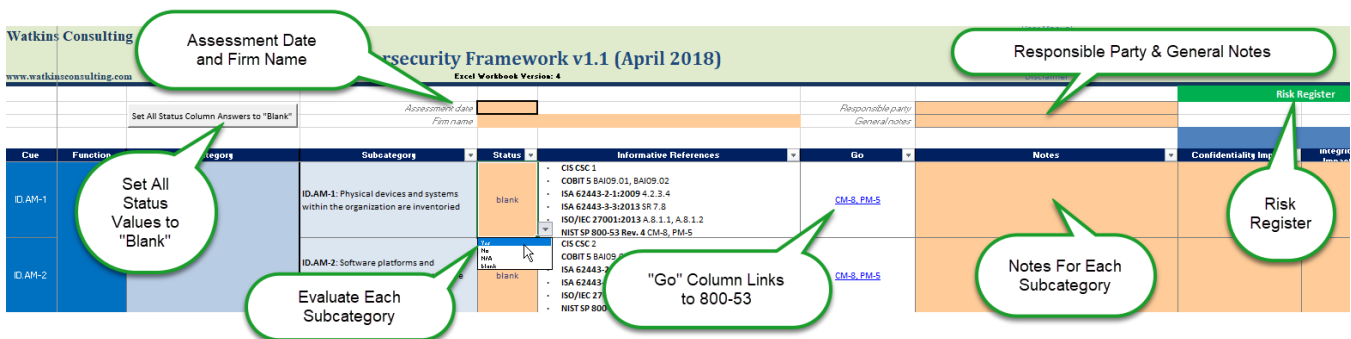 Watkins Consulting
Assessment Date
and Firm Name
rsecurity Framework v1.1 (April 2018)
Responsible Party & General Notes
www.watkinsconsulting.com
Excel Workbook Version: 4
Risk Register
Set All Status Column Answers to "Blank"
Assessment date
Responsible party
Firm name
General notes
Cue Function tegory Subcategory Status Informative References Go Notes Confidentiality Imp Integrit
Impact
ID.AM-1
ID.AM-1: Physical devices and systems
within the organization are inventoried
blank
- CIS CSC 1
- COBIT 5 BAI09.01, BAI09.02
- ISA 62443-2-1:2009 4.2.3.4
- ISA 62443-3-3:2013 SR 7.8
- ISO/IEC 27001:2013 A.8.1.1, A.8.1.2
- NIST SP 800-53 Rev. 4 CM-8, PM-5
CM-8, PM-5
Set All
Status
Values to
"Blank"
Risk
Register
Yes
No
N/A
blank
ID.AM-2
ID.AM-2: Software platforms and
blank
- CIS CSC 2
- COBIT 5 BAI09
- ISA 62443-2
- ISA 62443
- ISO/IEC 27
- NIST SP 800
CM-8, PM-5
Evaluate Each
Subcategory
"Go" Column Links
to 800-53
Notes For Each
Subcategory